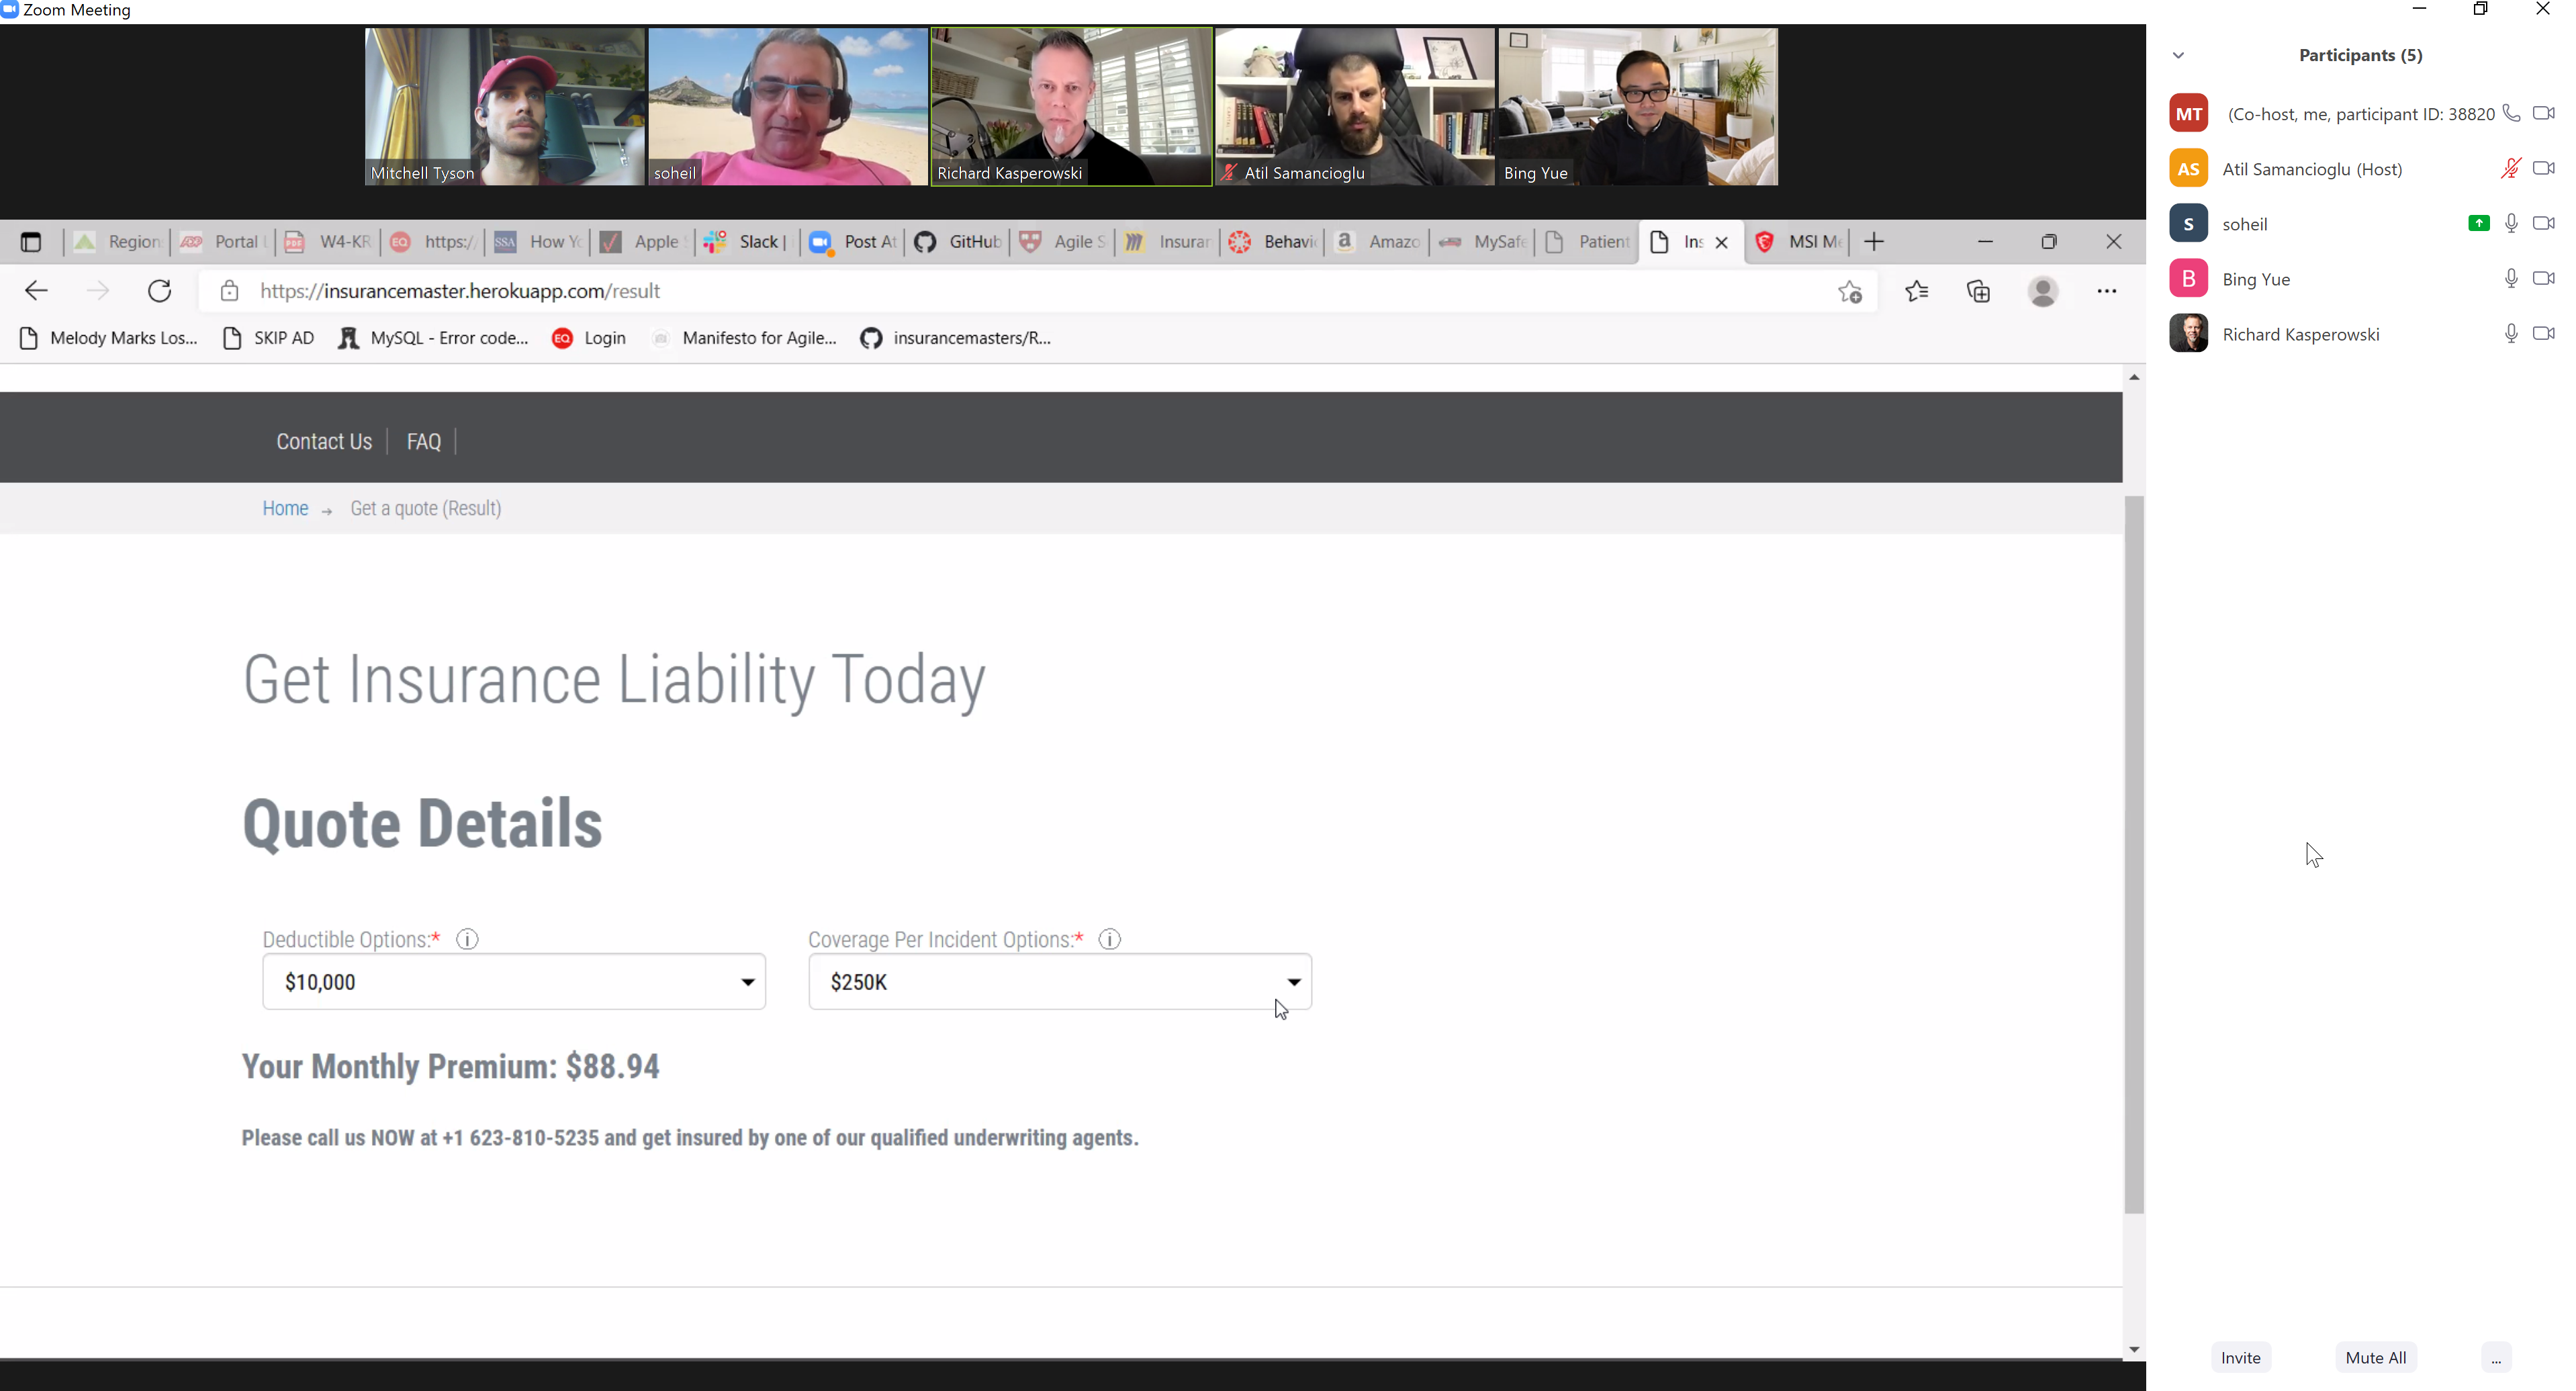 Zoom Meeting
Participants (5)
Mitchell Tyson
soheil
Richard Kasperowski
Atil Samancioglu
Bing Yue
MT (Co-host, me, participant ID: 38820
AS Atil Samancioglu (Host)
S soheil
B Bing Yue
Richard Kasperowski
Region Portal W4-KR https:/ How Yo Apple Slack Post At GitHub Agile S Insuran Behavi Amazo MySafe Patient Ins MSI Me
https://insurancemaster.herokuapp.com/result
Melody Marks Los... SKIP AD MySQL - Error code... EQ Login Manifesto for Agile... insurancemasters/R...
Contact Us FAQ
Home → Get a quote (Result)
Get Insurance Liability Today
Quote Details
Deductible Options:* Coverage Per Incident Options:*
$10,000 $250K
Your Monthly Premium: $88.94
Please call us NOW at +1 623-810-5235 and get insured by one of our qualified underwriting agents.
Invite Mute All ...